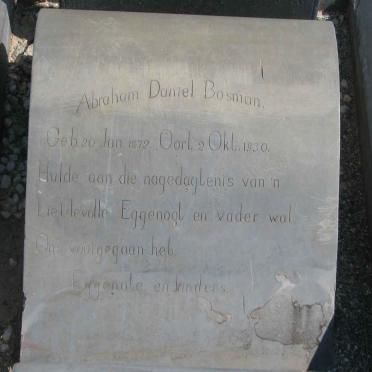 Abraham Daniel Bosman.
Geb. 20 Jan 1872. Oorl. 2 Okt. 1930.
Hulde aan die nagedagtenis van 'n
Liefdevolle Eggenoot en vader wat
Ons voorgegaan het.
Eggenote en kinders.